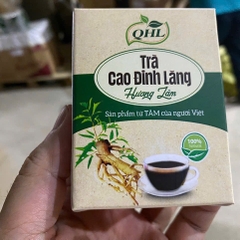 QHL
Trà
Cao Đinh Lăng
Hương Lâm
Sản phẩm từ TÂM của người Việt
100%